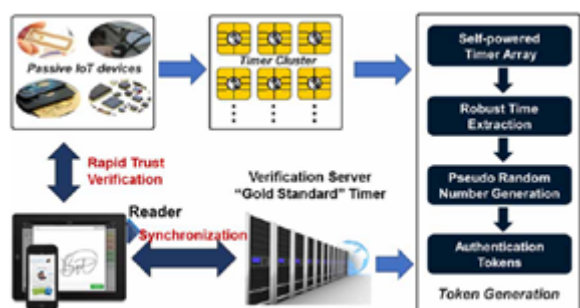 Passive IoT devices
Timer Cluster
Self-powered
Timer Array
Robust Time
Extraction
Pseudo Random
Number Generation
Authentication
Tokens
Token Generation
Rapid Trust
Verification
Reader
Synchronization
Verification Server
"Gold Standard" Timer